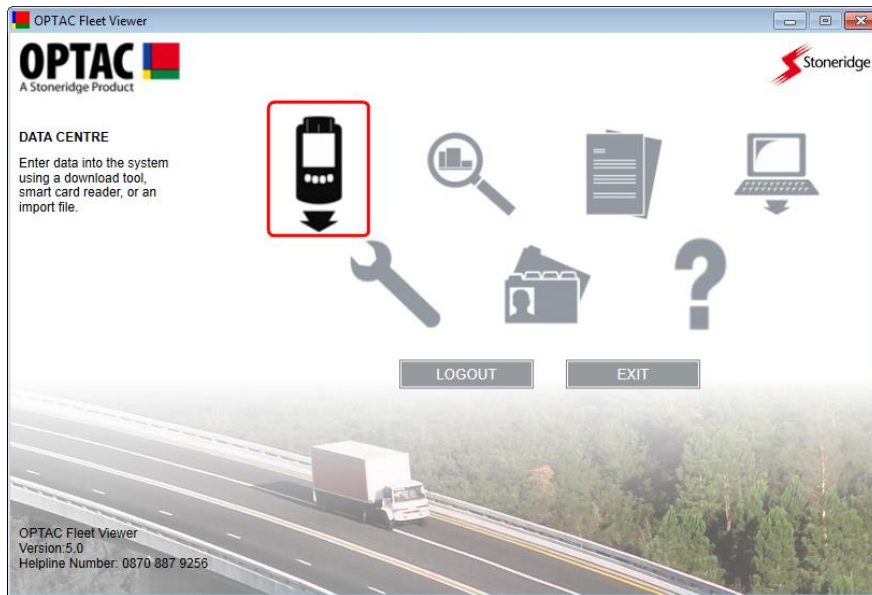 OPTAC Fleet Viewer
OPTAC
A Stoneridge Product
Stoneridge
DATA CENTRE
Enter data into the system
using a download tool,
smart card reader, or an
import file.
LOGOUT
EXIT
OPTAC Fleet Viewer
Version:5.0
Helpline Number: 0870 887 9256